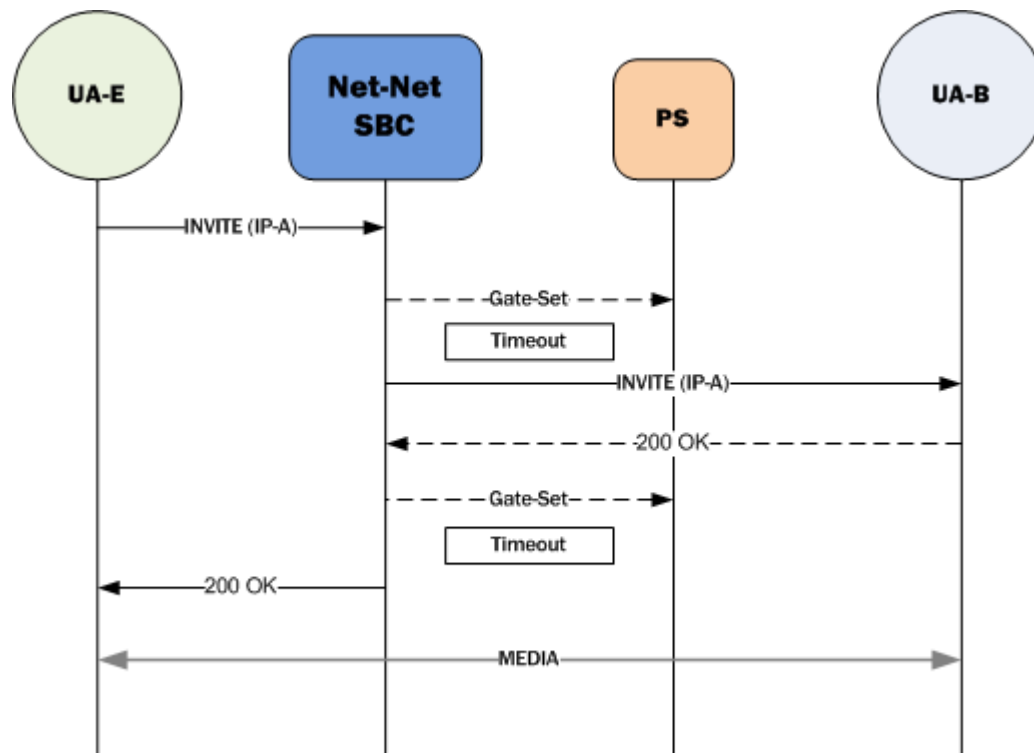 UA-E
Net-Net
SBC
PS
UA-B
INVITE (IP-A)
Gate-Set
Timeout
INVITE (IP-A)
200 OK
Gate-Set
Timeout
200 OK
MEDIA